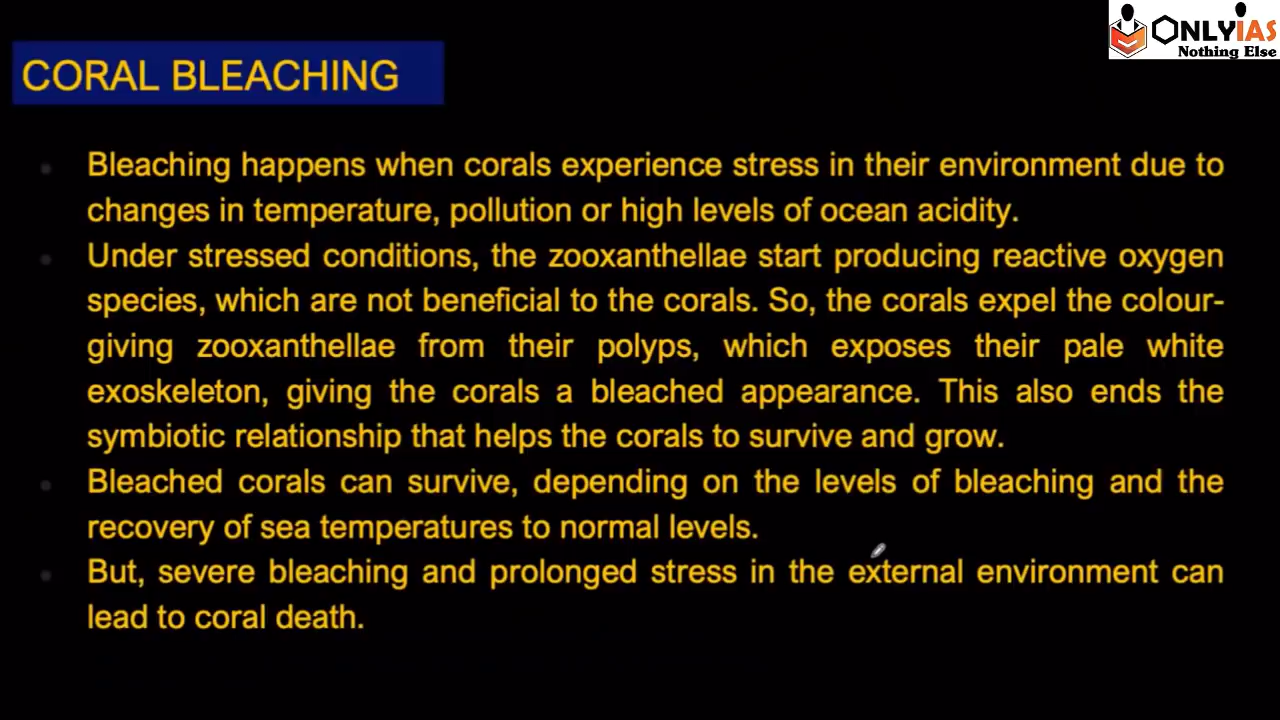 ONLYIAS
Nothing Else
CORAL BLEACHING
Bleaching happens when corals experience stress in their environment due to
changes in temperature, pollution or high levels of ocean acidity.
Under stressed conditions, the zooxanthellae start producing reactive oxygen
species, which are not beneficial to the corals. So, the corals expel the colour-
giving zooxanthellae from their polyps, which exposes their pale white
exoskeleton, giving the corals a bleached appearance. This also ends the
symbiotic relationship that helps the corals to survive and grow.
Bleached corals can survive, depending on the levels of bleaching and the
recovery of sea temperatures to normal levels.
But, severe bleaching and prolonged stress in the external environment can
lead to coral death.